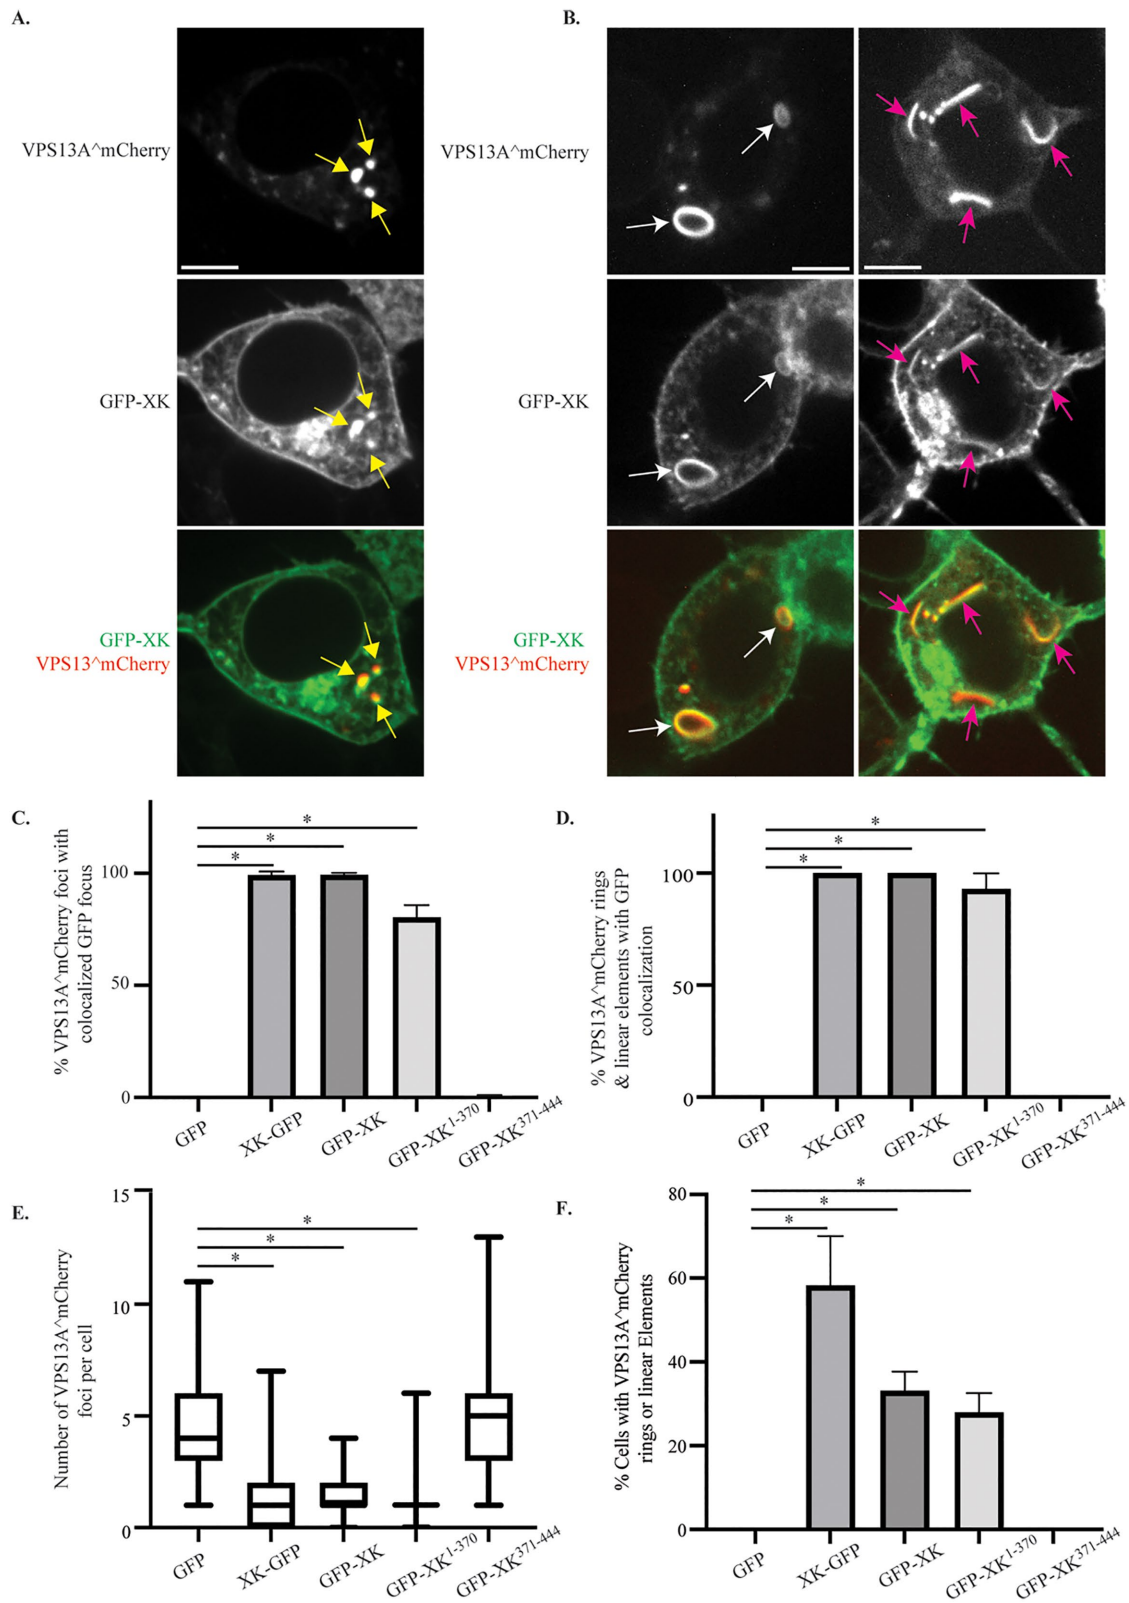 A.
B.
VPS13A^mCherry
VPS13A^mCherry
GFP-XK
GFP-XK
GFP-XK
VPS13^mCherry
GFP-XK
VPS13^mCherry
C.
% VPS13A^mCherry foci with
colocalized GFP focus
100
50
0
* 
*
*
GFP
XK-GFP
GFP-XK
GFP-XK1-370
GFP-XK371-444
D.
% VPS13A^mCherry rings
& linear elements with GFP
colocalization
100
50
0
*
*
*
GFP
XK-GFP
GFP-XK
GFP-XK1-370
GFP-XK371-444
E.
Number of VPS13A^mCherry
foci per cell
15
10
5
0
*
*
*
GFP
XK-GFP
GFP-XK
GFP-XK1-370
GFP-XK371-444
F.
% Cells with VPS13A^mCherry
rings or linear Elements
80
60
40
20
0
*
*
*
GFP
XK-GFP
GFP-XK
GFP-XK1-370
GFP-XK371-444